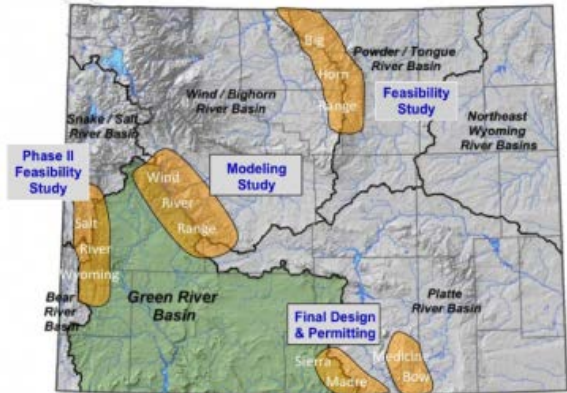 Big
Horn
Range
Powder / Tongue
River Basin
Feasibility
Study
Wind / Bighorn
River Basin
Snake / Salt
River Basin
Northeast
Wyoming
River Basins
Phase II
Feasibility
Study
Wind
River
Range
Modeling
Study
Salt
River
Wyoming
Bear
River
Basin
Green River
Basin
Platte
River Basin
Final Design
& Permitting
Sierra
Madre
Medicine
Bow